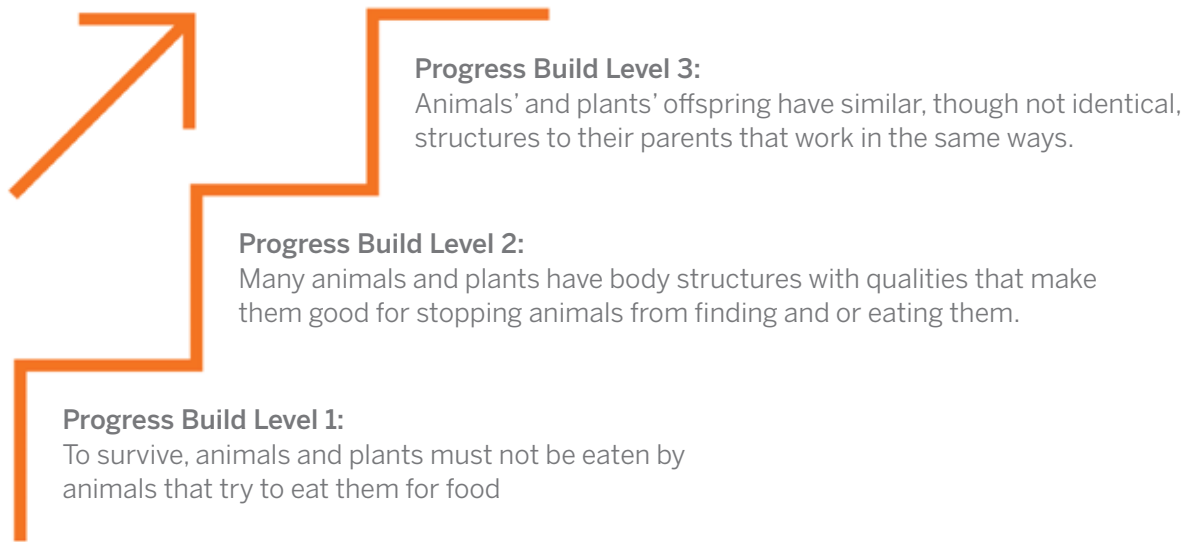 Progress Build Level 3:
Animals’ and plants’ offspring have similar, though not identical,
structures to their parents that work in the same ways.
Progress Build Level 2:
Many animals and plants have body structures with qualities that make
them good for stopping animals from finding and or eating them.
Progress Build Level 1:
To survive, animals and plants must not be eaten by
animals that try to eat them for food